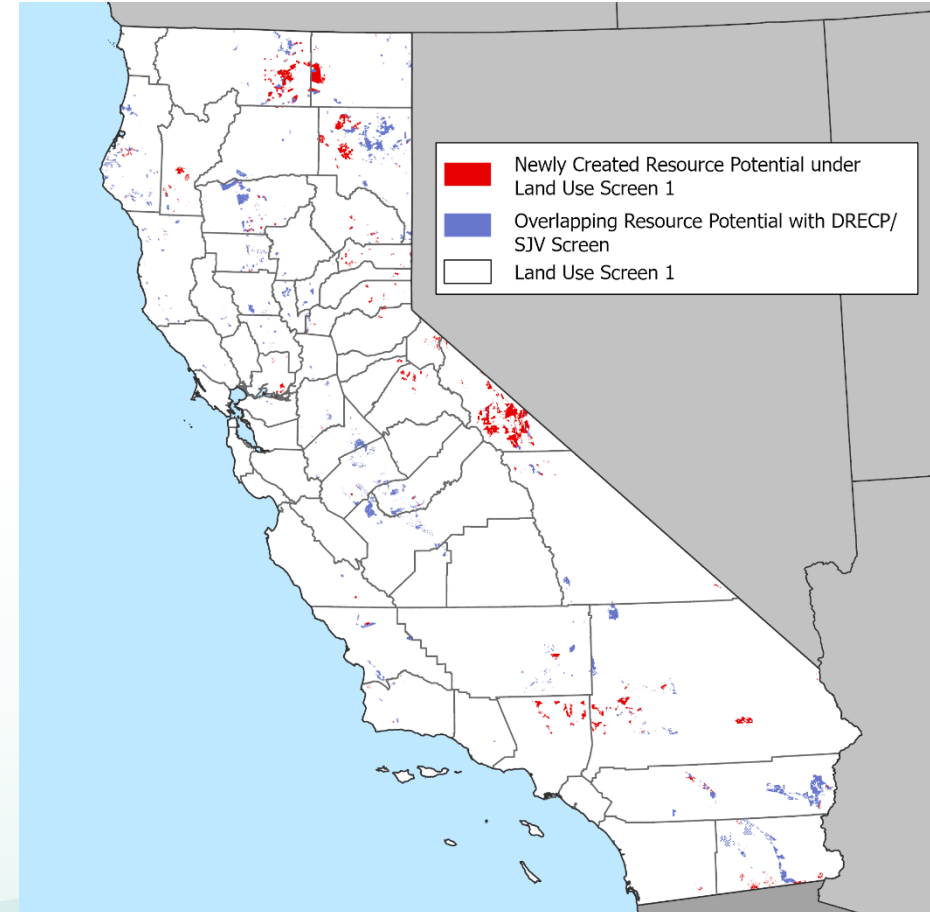 Newly Created Resource Potential under
Land Use Screen 1
Overlapping Resource Potential with DRECP/
SJV Screen
Land Use Screen 1